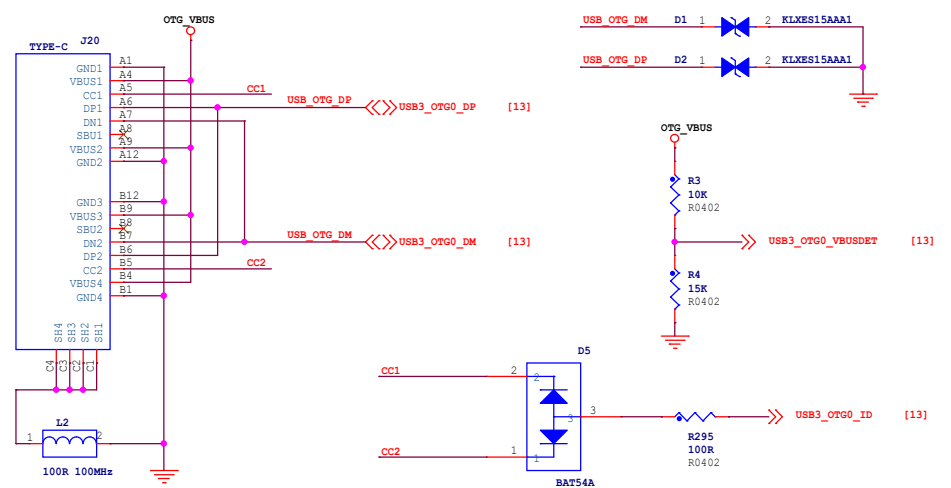 OTG_VBUS
TYPE-C J20
GND1 A1
VBUS1 A4
CC1 A5 CC1
DP1 A6 USB_OTG_DP USB3_OTG0_DP [13]
DN1 A7
SBU1 A8
VBUS2 A9
GND2 A12
GND3 B12
VBUS3 B9
SBU2 B8
DN2 B7 USB_OTG_DM USB3_OTG0_DM [13]
DP2 B6
CC2 B5 CC2
VBUS4 B4
GND4 B1
SH4 SH3 SH2 SH1
C4 C3 C2 C1
L2
1 2
100R 100MHz
USB_OTG_DM D1 1 2 KLXES15AAA1
USB_OTG_DP D2 1 2 KLXES15AAA1
OTG_VBUS
R3
10K
R0402
USB3_OTG0_VBUSDET [13]
R4
15K
R0402
D5
CC1 2 2
3 3 USB3_OTG0_ID [13]
CC2 1 1
R295
100R
R0402
BAT54A